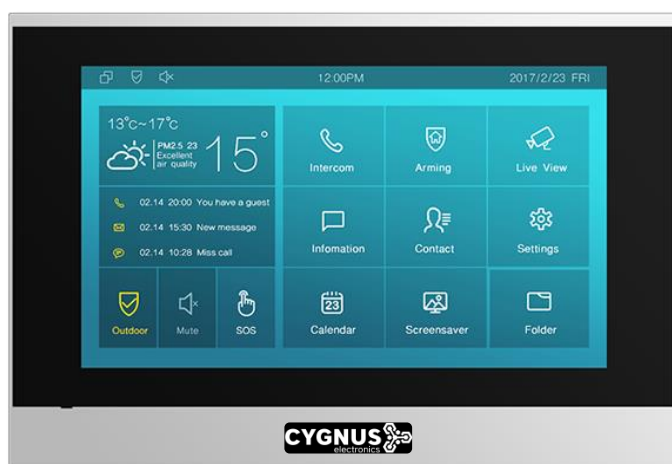 12:00PM
2017/2/23 FRI
13°C~17°C
PM2.5 23
Excellent
air quality
15°
02.14 20:00 You have a guest
02.14 15:30 New message
02.14 10:28 Miss call
Outdoor
Mute
SOS
Intercom
Arming
Live View
Infomation
Contact
Settings
23
Calendar
Screensaver
Folder
CYGNUS
electronics